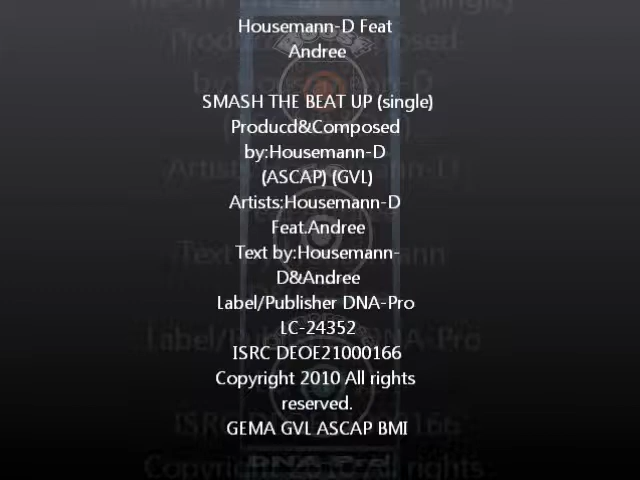 Housemann-D Feat
Andree
SMASH THE BEAT UP (single)
Producd&Composed
by:Housemann-D
(ASCAP) (GVL)
Artists:Housemann-D
Feat.Andree
Text by:Housemann-
D&Andree
Label/Publisher DNA-Pro
LC-24352
ISRC DEOE21000166
Copyright 2010 All rights
reserved.
GEMA GVL ASCAP BMI